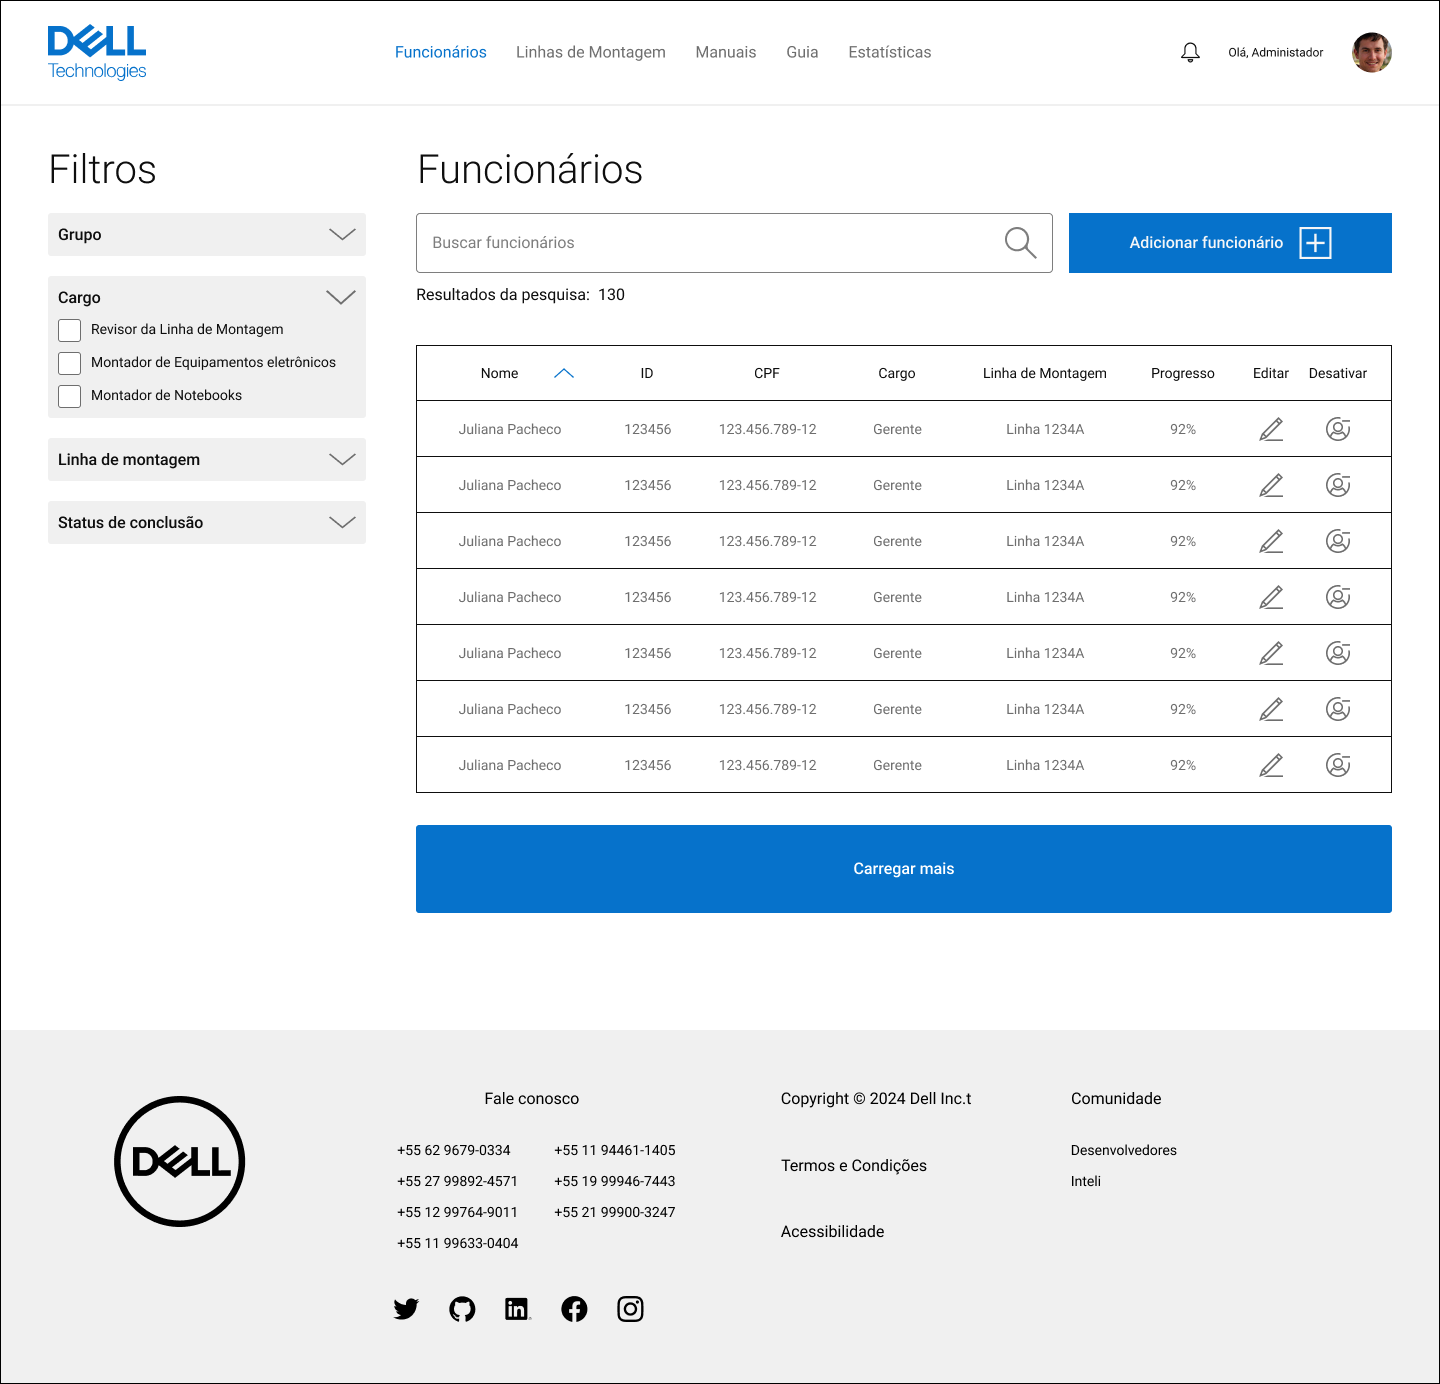 DELL
Technologies
Funcionários Linhas de Montagem Manuais Guia Estatísticas
Olá, Administador
Filtros
Grupo
Cargo
Revisor da Linha de Montagem
Montador de Equipamentos eletrônicos
Montador de Notebooks
Linha de montagem
Status de conclusão
Funcionários
Buscar funcionários
Adicionar funcionário
Resultados da pesquisa: 130
Nome ID CPF Cargo Linha de Montagem Progresso Editar Desativar
Juliana Pacheco 123456 123.456.789-12 Gerente Linha 1234A 92%
Juliana Pacheco 123456 123.456.789-12 Gerente Linha 1234A 92%
Juliana Pacheco 123456 123.456.789-12 Gerente Linha 1234A 92%
Juliana Pacheco 123456 123.456.789-12 Gerente Linha 1234A 92%
Juliana Pacheco 123456 123.456.789-12 Gerente Linha 1234A 92%
Juliana Pacheco 123456 123.456.789-12 Gerente Linha 1234A 92%
Juliana Pacheco 123456 123.456.789-12 Gerente Linha 1234A 92%
Carregar mais
DELL
Fale conosco
+55 62 9679-0334 +55 11 94461-1405
+55 27 99892-4571 +55 19 99946-7443
+55 12 99764-9011 +55 21 99900-3247
+55 11 99633-0404
in
Copyright © 2024 Dell Inc.t
Termos e Condições
Acessibilidade
Comunidade
Desenvolvedores
Inteli